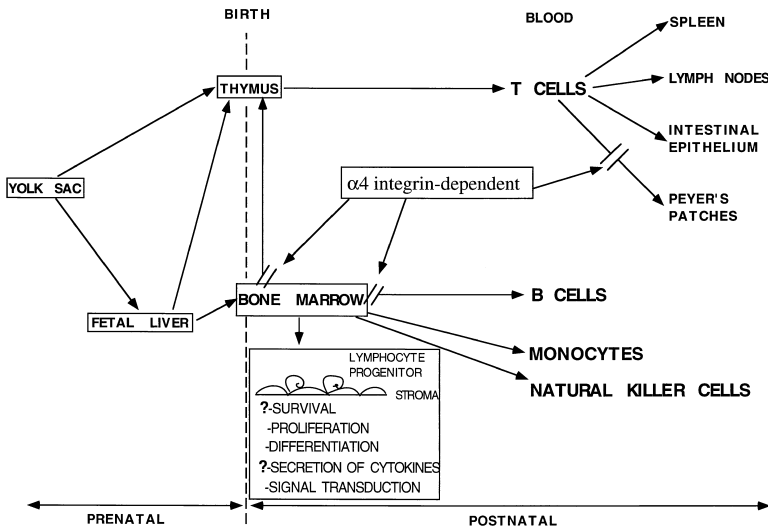 BIRTH
BLOOD
SPLEEN
THYMUS
T CELLS
LYMPH NODES
INTESTINAL
EPITHELIUM
YOLK SAC
α4 integrin-dependent
PEYER'S
PATCHES
BONE MARROW
B CELLS
FETAL LIVER
MONOCYTES
NATURAL KILLER CELLS
LYMPHOCYTE
PROGENITOR
STROMA
?-SURVIVAL
-PROLIFERATION
-DIFFERENTIATION
?-SECRETION OF CYTOKINES
-SIGNAL TRANSDUCTION
PRENATAL
POSTNATAL